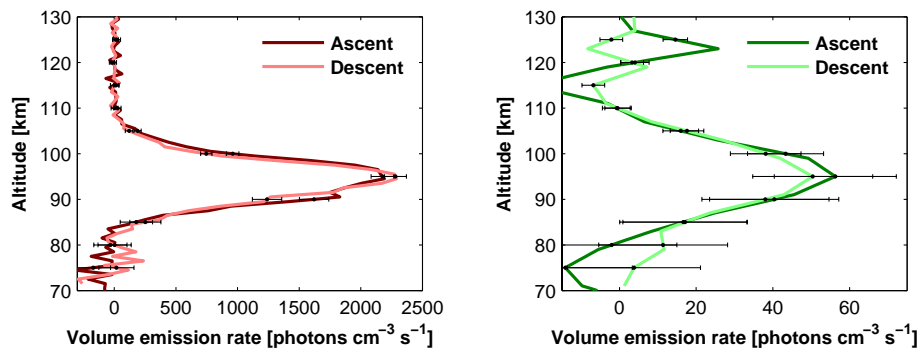 130
120
110
100
90
80
70
Altitude [km]
0 500 1000 1500 2000 2500
Volume emission rate [photons cm⁻³ s⁻¹]
Ascent
Descent
130
120
110
100
90
80
70
Altitude [km]
0 20 40 60
Volume emission rate [photons cm⁻³ s⁻¹]
Ascent
Descent